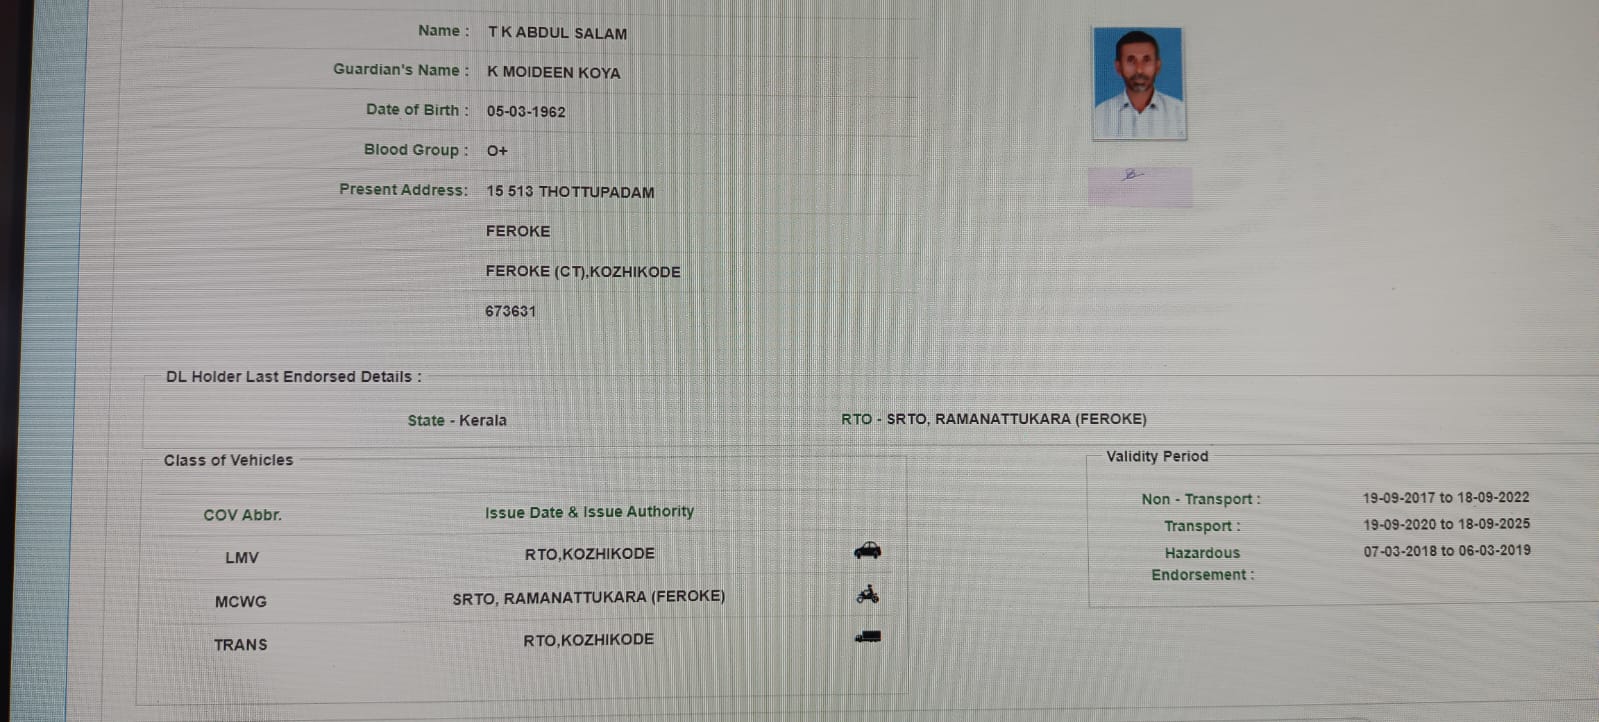 Name : T K ABDUL SALAM
Guardian's Name : K MOIDEEN KOYA
Date of Birth : 05-03-1962
Blood Group : O+
Present Address: 15 513 THOTTUPADAM
FEROKE
FEROKE (CT),KOZHIKODE
673631
DL Holder Last Endorsed Details :
State - Kerala RTO - SRTO, RAMANATTUKARA (FEROKE)
Class of Vehicles
COV Abbr. Issue Date & Issue Authority
LMV RTO,KOZHIKODE
MCWG SRTO, RAMANATTUKARA (FEROKE)
TRANS RTO,KOZHIKODE
Validity Period
Non - Transport : 19-09-2017 to 18-09-2022
Transport : 19-09-2020 to 18-09-2025
Hazardous 07-03-2018 to 06-03-2019
Endorsement :